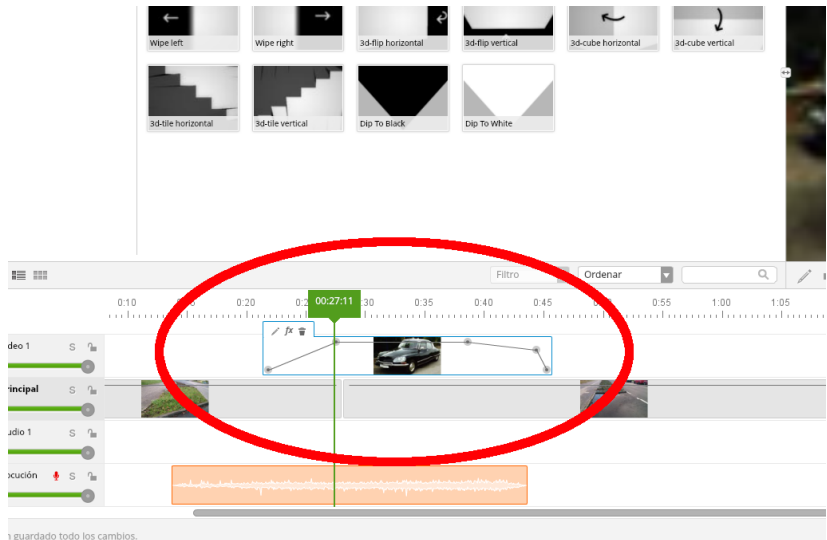 Wipe left
Wipe right
3d-flip horizontal
3d-flip vertical
3d-cube horizontal
3d-cube vertical
3d-tile horizontal
3d-tile vertical
Dip To Black
Dip To White
Filtro
Ordenar
0:10
0:20
00:27:11
0:35
0:40
0:45
0:55
1:00
1:05
fx
deo 1 S
rincipal S
udio 1 S
ocución S
n guardado todo los cambios.